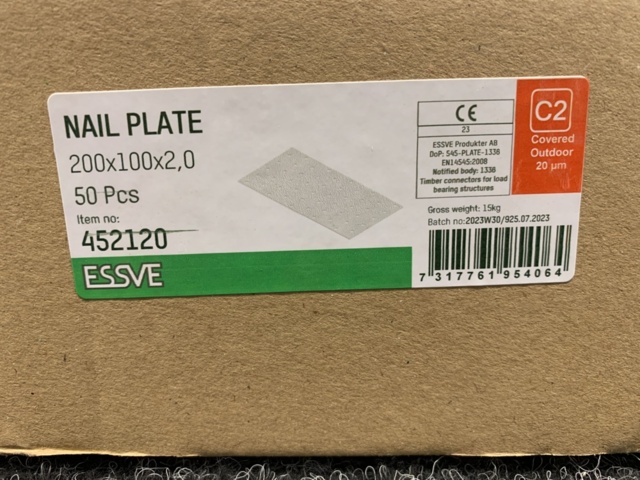 NAIL PLATE
200x100x2,0
50 Pcs
Item no:
452120
ESSVE
CE
23
ESSVE Produkter AB
DoP: 545-PLATE-1338
EN14545:2008
Notified body: 1338
Timber connectors for load
bearing structures
C2
Covered
Outdoor
20 µm
Gross weight: 15kg
Batch no:2023W30/925.07.2023
7 317761 954064